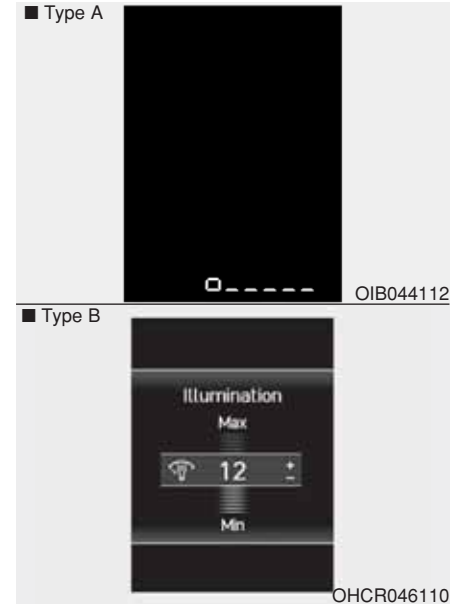 ■ Type A
OIB044112
■ Type B
Illumination
Max
12 + -
Min
OHCR046110